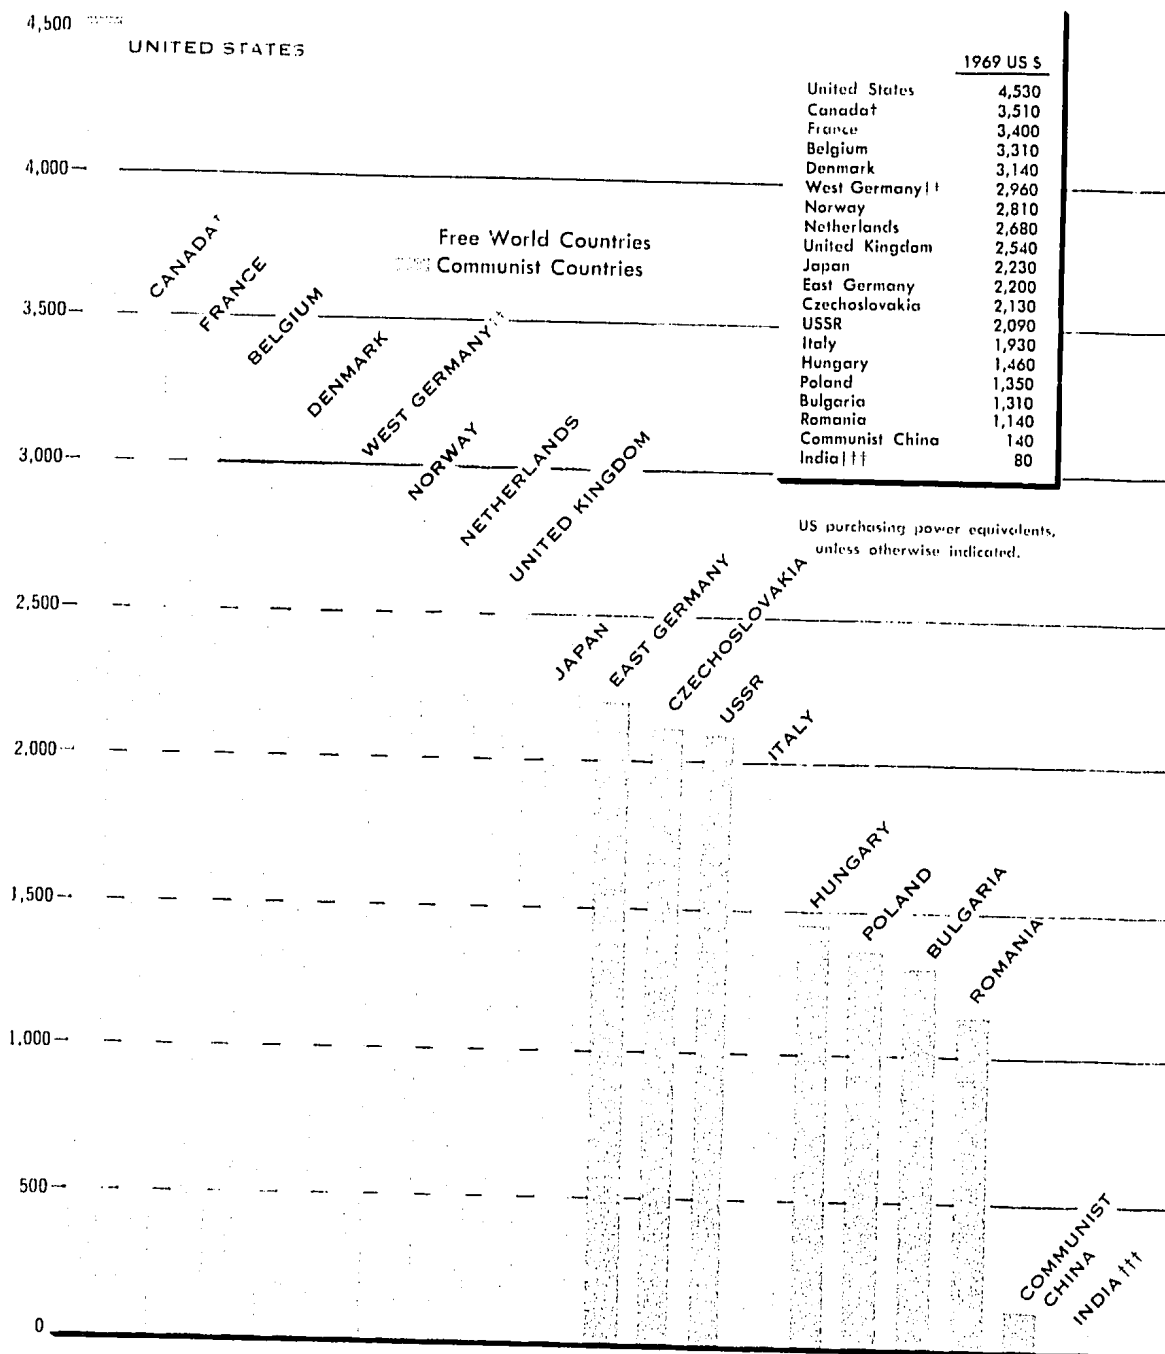 4,500
UNITED STATES
1969 US $
United States 4,530
Canada† 3,510
France 3,400
Belgium 3,310
Denmark 3,140
West Germany†† 2,960
Norway 2,810
Netherlands 2,680
United Kingdom 2,540
Japan 2,230
East Germany 2,200
Czechoslovakia 2,130
USSR 2,090
Italy 1,930
Hungary 1,460
Poland 1,350
Bulgaria 1,310
Romania 1,140
Communist China 140
India††† 80
4,000
Free World Countries
Communist Countries
CANADA†
FRANCE
BELGIUM
DENMARK
WEST GERMANY††
NORWAY
NETHERLANDS
UNITED KINGDOM
3,500
3,000
US purchasing power equivalents,
unless otherwise indicated.
2,500
JAPAN
EAST GERMANY
CZECHOSLOVAKIA
USSR
ITALY
2,000
1,500
HUNGARY
POLAND
BULGARIA
ROMANIA
1,000
500
COMMUNIST
CHINA
INDIA†††
0